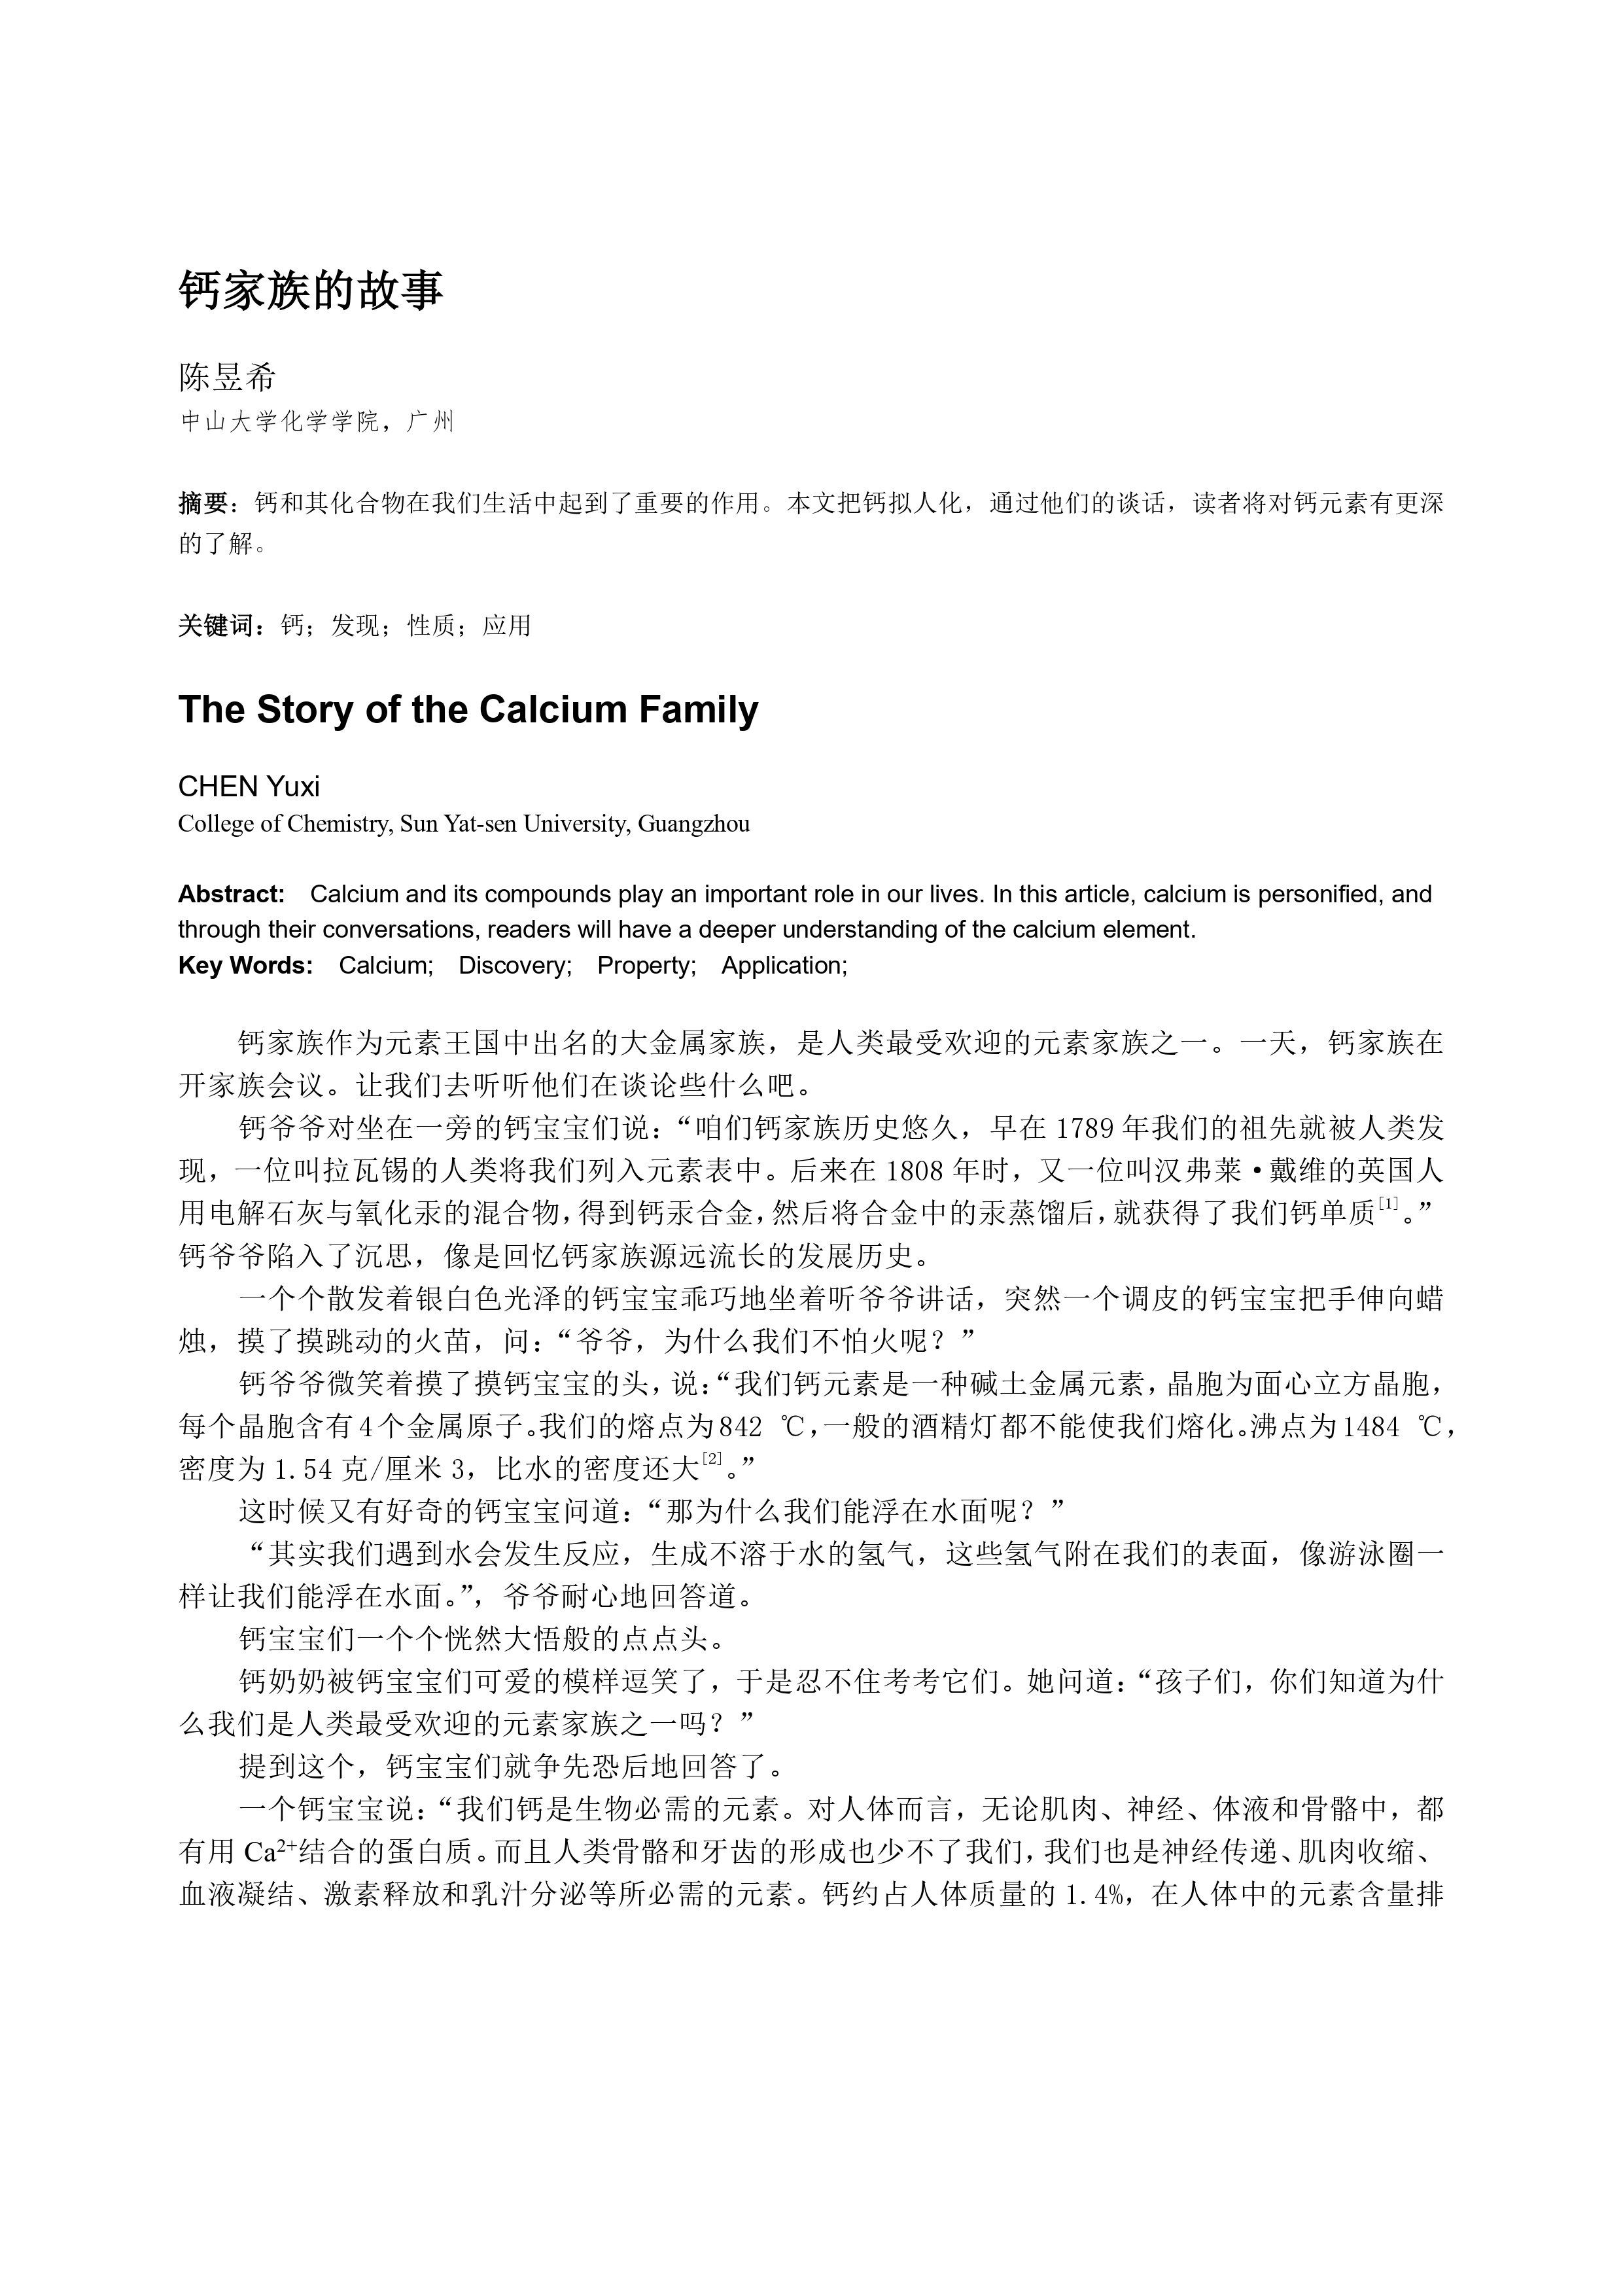 钙家族的故事
陈昱希
中山大学化学学院，广州
摘要：钙和其化合物在我们生活中起到了重要的作用。本文把钙拟人化，通过他们的谈话，读者将对钙元素有更深
的了解。
关键词：钙；发现；性质；应用
The Story of the Calcium Family
CHEN Yuxi
College of Chemistry, Sun Yat-sen University, Guangzhou
Abstract: Calcium and its compounds play an important role in our lives. In this article, calcium is personified, and
through their conversations, readers will have a deeper understanding of the calcium element.
Key Words: Calcium; Discovery; Property; Application;
钙家族作为元素王国中出名的大金属家族，是人类最受欢迎的元素家族之一。一天，钙家族在
开家族会议。让我们去听听他们在谈论些什么吧。
钙爷爷对坐在一旁的钙宝宝们说：“咱们钙家族历史悠久，早在 1789 年我们的祖先就被人类发
现，一位叫拉瓦锡的人类将我们列入元素表中。后来在 1808 年时，又一位叫汉弗莱·戴维的英国人
用电解石灰与氧化汞的混合物，得到钙汞合金，然后将合金中的汞蒸馏后，就获得了我们钙单质[1]。”
钙爷爷陷入了沉思，像是回忆钙家族源远流长的发展历史。
一个个散发着银白色光泽的钙宝宝乖巧地坐着听爷爷讲话，突然一个调皮的钙宝宝把手伸向蜡
烛，摸了摸跳动的火苗，问：“爷爷，为什么我们不怕火呢？”
钙爷爷微笑着摸了摸钙宝宝的头，说：“我们钙元素是一种碱土金属元素，晶胞为面心立方晶胞，
每个晶胞含有 4 个金属原子。我们的熔点为 842 ℃，一般的酒精灯都不能使我们熔化。沸点为 1484 ℃，
密度为 1.54 克/厘米 3，比水的密度还大[2]。”
这时候又有好奇的钙宝宝问道：“那为什么我们能浮在水面呢？”
“其实我们遇到水会发生反应，生成不溶于水的氢气，这些氢气附在我们的表面，像游泳圈一
样让我们能浮在水面。”，爷爷耐心地回答道。
钙宝宝们一个个恍然大悟般的点点头。
钙奶奶被钙宝宝们可爱的模样逗笑了，于是忍不住考考它们。她问道：“孩子们，你们知道为什
么我们是人类最受欢迎的元素家族之一吗？”
提到这个，钙宝宝们就争先恐后地回答了。
一个钙宝宝说：“我们钙是生物必需的元素。对人体而言，无论肌肉、神经、体液和骨骼中，都
有用 Ca²⁺结合的蛋白质。而且人类骨骼和牙齿的形成也少不了我们，我们也是神经传递、肌肉收缩、
血液凝结、激素释放和乳汁分泌等所必需的元素。钙约占人体质量的 1.4%，在人体中的元素含量排